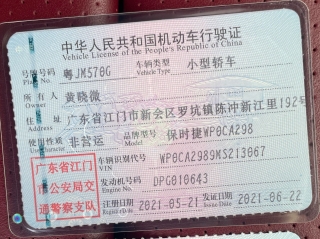 中华人民共和国机动车行驶证
Vehicle License of the People's Republic of China
号牌号码 粤JM578G 车辆类型 小型轿车
Plate No. Vehicle Type
所有人 黄晓微
Owner
住址 广东省江门市新会区罗坑镇陈冲新江里192号
Address
使用性质 非营运 品牌型号 保时捷WP0CA298
Use Character Model
车辆识别代号 WP0CA2989MS213067
VIN
发动机号码 DPG010643
Engine No.
注册日期 2021-05-21 发证日期 2021-06-22
Register Date Issue Date
广东省江门
市公安局交
通警察支队